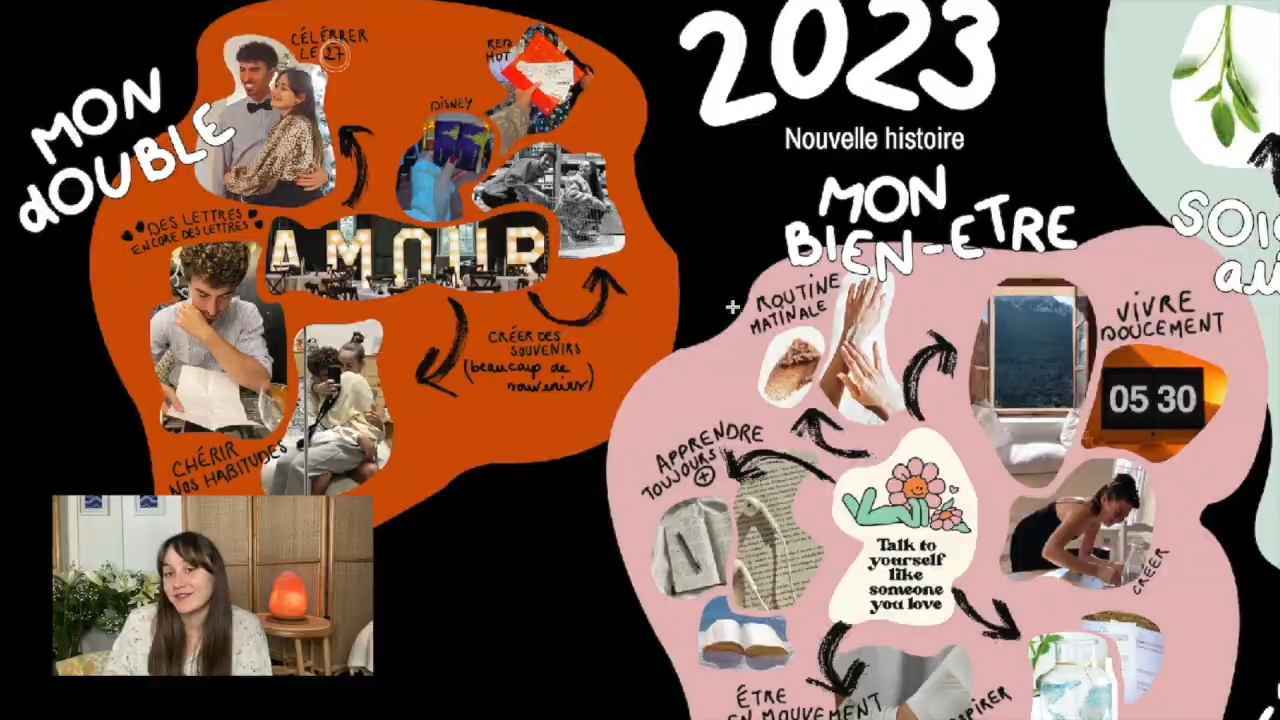 MON
dOUBLE
CÉLÉBRER
LE 27
RED
HOT
DISNEY
DES LETTRES
ENCORE DES LETTRES
AMOUR
CRÉER DES
SOUVENIRS
(beaucoup de
souvenirs)
CHÉRIR
NOS HABITUDES
2023
Nouvelle histoire
MON
BIEN-ETRE
ROUTINE
MATINALE
VIVRE
DOUCEMENT
05 30
APPRENDRE
TOUJOURS
+
Talk to
yourself
like
someone
you love
CRÉER
ÊTRE
EN MOUVEMENT